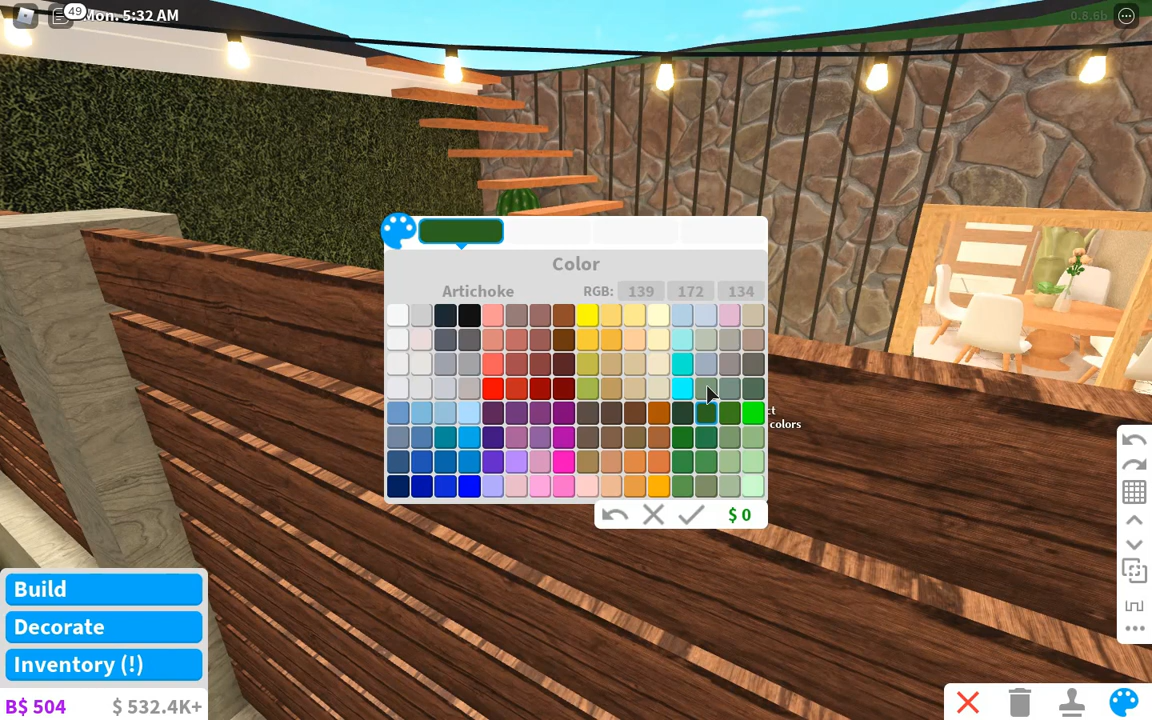 49
Mon. 5:32 AM
0.8.6b
Color
Artichoke RGB: 139 172 134
colors
$ 0
Build
Decorate
Inventory (!)
B$ 504 $ 532.4K+